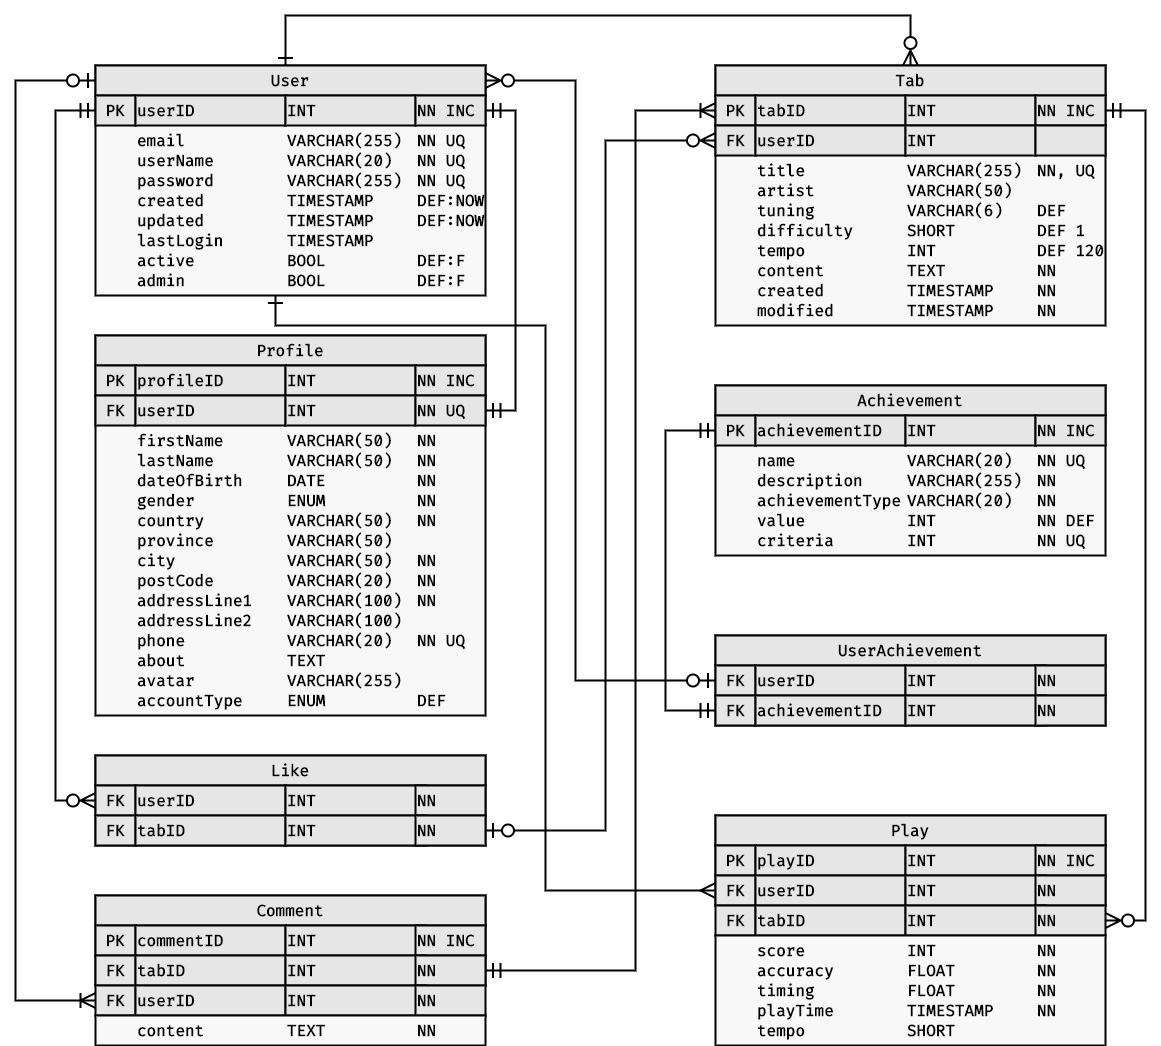 User
PK userID INT NN INC
email VARCHAR(255) NN UQ
userName VARCHAR(20) NN UQ
password VARCHAR(255) NN UQ
created TIMESTAMP DEF:NOW
updated TIMESTAMP DEF:NOW
lastLogin TIMESTAMP
active BOOL DEF:F
admin BOOL DEF:F
Profile
PK profileID INT NN INC
FK userID INT NN UQ
firstName VARCHAR(50) NN
lastName VARCHAR(50) NN
dateOfBirth DATE NN
gender ENUM NN
country VARCHAR(50) NN
province VARCHAR(50)
city VARCHAR(50) NN
postCode VARCHAR(20) NN
addressLine1 VARCHAR(100) NN
addressLine2 VARCHAR(100)
phone VARCHAR(20) NN UQ
about TEXT
avatar VARCHAR(255)
accountType ENUM DEF
Like
FK userID INT NN
FK tabID INT NN
Comment
PK commentID INT NN INC
FK tabID INT NN
FK userID INT NN
content TEXT NN
Tab
PK tabID INT NN INC
FK userID INT
title VARCHAR(255) NN, UQ
artist VARCHAR(50)
tuning VARCHAR(6) DEF
difficulty SHORT DEF 1
tempo INT DEF 120
content TEXT NN
created TIMESTAMP NN
modified TIMESTAMP NN
Achievement
PK achievementID INT NN INC
name VARCHAR(20) NN UQ
description VARCHAR(255) NN
achievementType VARCHAR(20) NN
value INT NN DEF
criteria INT NN UQ
UserAchievement
FK userID INT NN
FK achievementID INT NN
Play
PK playID INT NN INC
FK userID INT NN
FK tabID INT NN
score INT NN
accuracy FLOAT NN
timing FLOAT NN
playTime TIMESTAMP NN
tempo SHORT